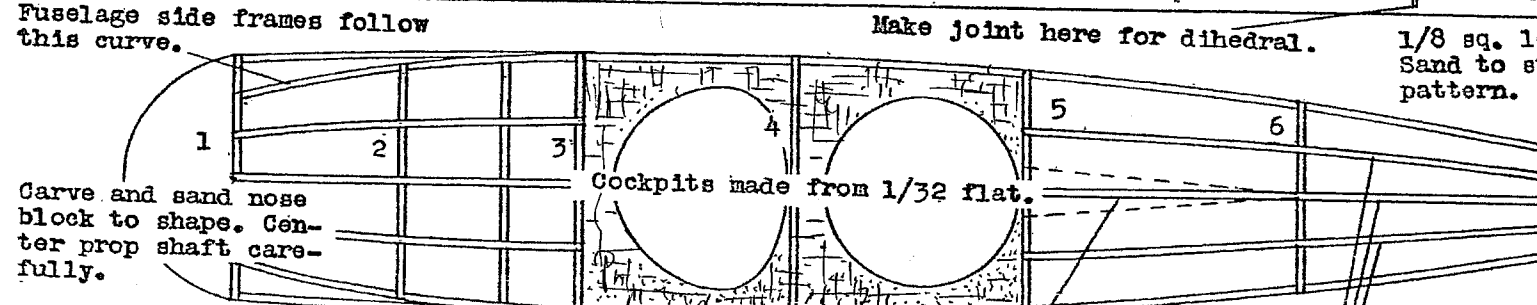 Fuselage side frames follow
this curve.
Make joint here for dihedral.
1/8 sq.
Sand to
pattern.
1
2
3
4
5
6
Cockpits made from 1/32 flat.
Carve and sand nose
block to shape. Cen-
ter prop shaft care-
fully.